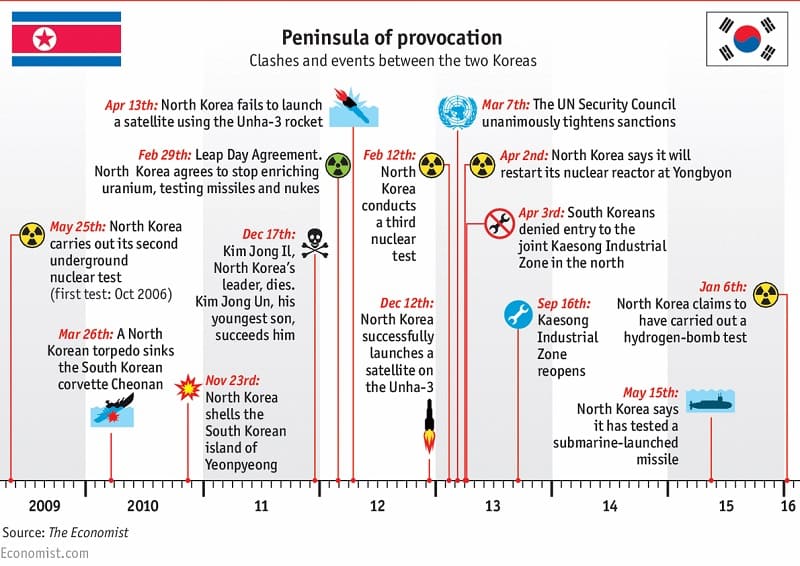 Peninsula of provocation
Clashes and events between the two Koreas
Apr 13th: North Korea fails to launch
a satellite using the Unha-3 rocket
Mar 7th: The UN Security Council
unanimously tightens sanctions
Feb 29th: Leap Day Agreement.
North Korea agrees to stop enriching
uranium, testing missiles and nukes
Feb 12th:
North
Korea
conducts
a third
nuclear
test
Apr 2nd: North Korea says it will
restart its nuclear reactor at Yongbyon
May 25th: North Korea
carries out its second
underground
nuclear test
(first test: Oct 2006)
Dec 17th:
Kim Jong Il,
North Korea's
leader, dies.
Kim Jong Un, his
youngest son,
succeeds him
Apr 3rd: South Koreans
denied entry to the
joint Kaesong Industrial
Zone in the north
Jan 6th:
North Korea claims to
have carried out a
hydrogen-bomb test
Dec 12th:
North Korea
successfully
launches a
satellite on
the Unha-3
Sep 16th:
Kaesong
Industrial
Zone
reopens
Mar 26th: A North
Korean torpedo sinks
the South Korean
corvette Cheonan
Nov 23rd:
North Korea
shells the
South Korean
island of
Yeonpyeong
May 15th:
North Korea says
it has tested a
submarine-launched
missile
2009 2010 11 12 13 14 15 16
Source: The Economist
Economist.com